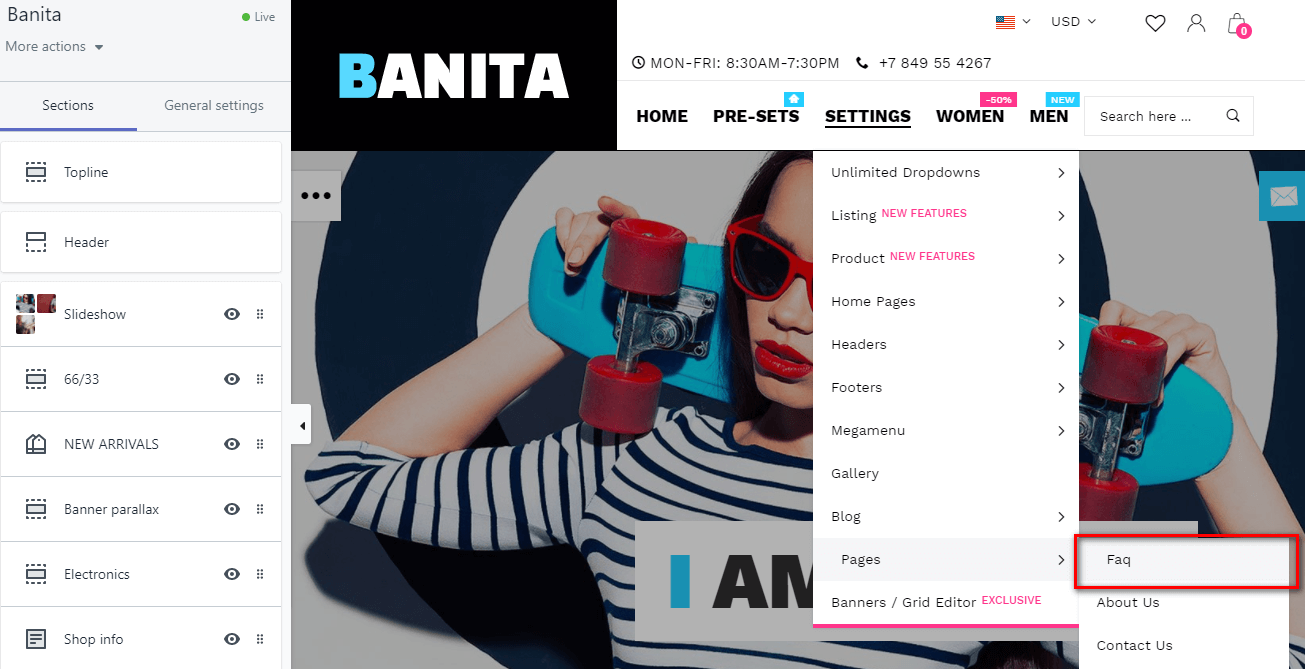 Banita
Live
More actions
Sections
General settings
Topline
Header
Slideshow
66/33
NEW ARRIVALS
Banner parallax
Electronics
Shop info
BANITA
USD
0
MON-FRI: 8:30AM-7:30PM
+7 849 55 4267
HOME
PRE-SETS
SETTINGS
-50%
WOMEN
NEW
MEN
Search here ...
Unlimited Dropdowns
Listing NEW FEATURES
Product NEW FEATURES
Home Pages
Headers
Footers
Megamenu
Gallery
Blog
Pages
Banners / Grid Editor EXCLUSIVE
Faq
About Us
Contact Us
I AM